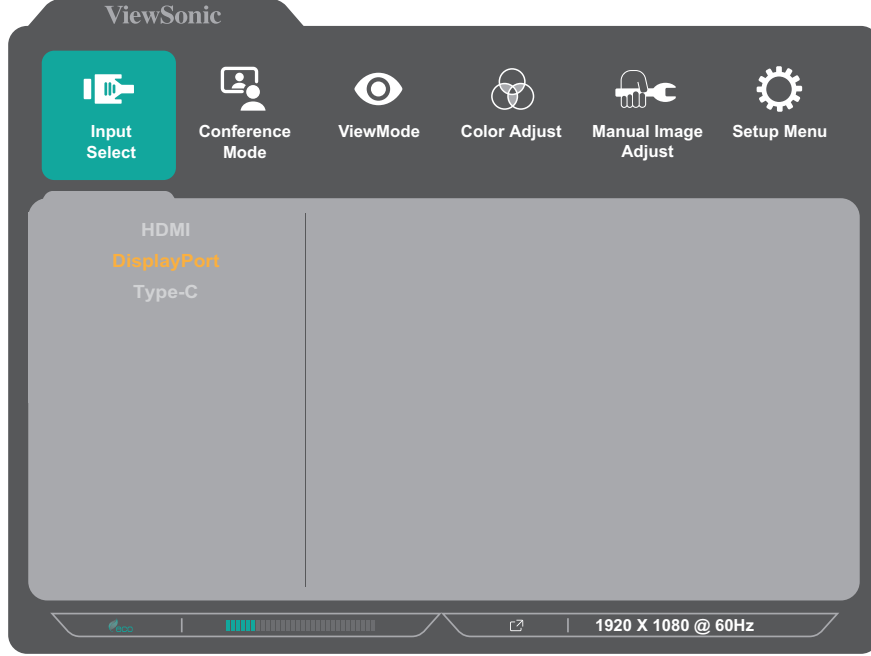 ViewSonic
Input
Select
Conference
Mode
ViewMode
Color Adjust
Manual Image
Adjust
Setup Menu
HDMI
DisplayPort
Type-C
eco
1920 X 1080 @ 60Hz